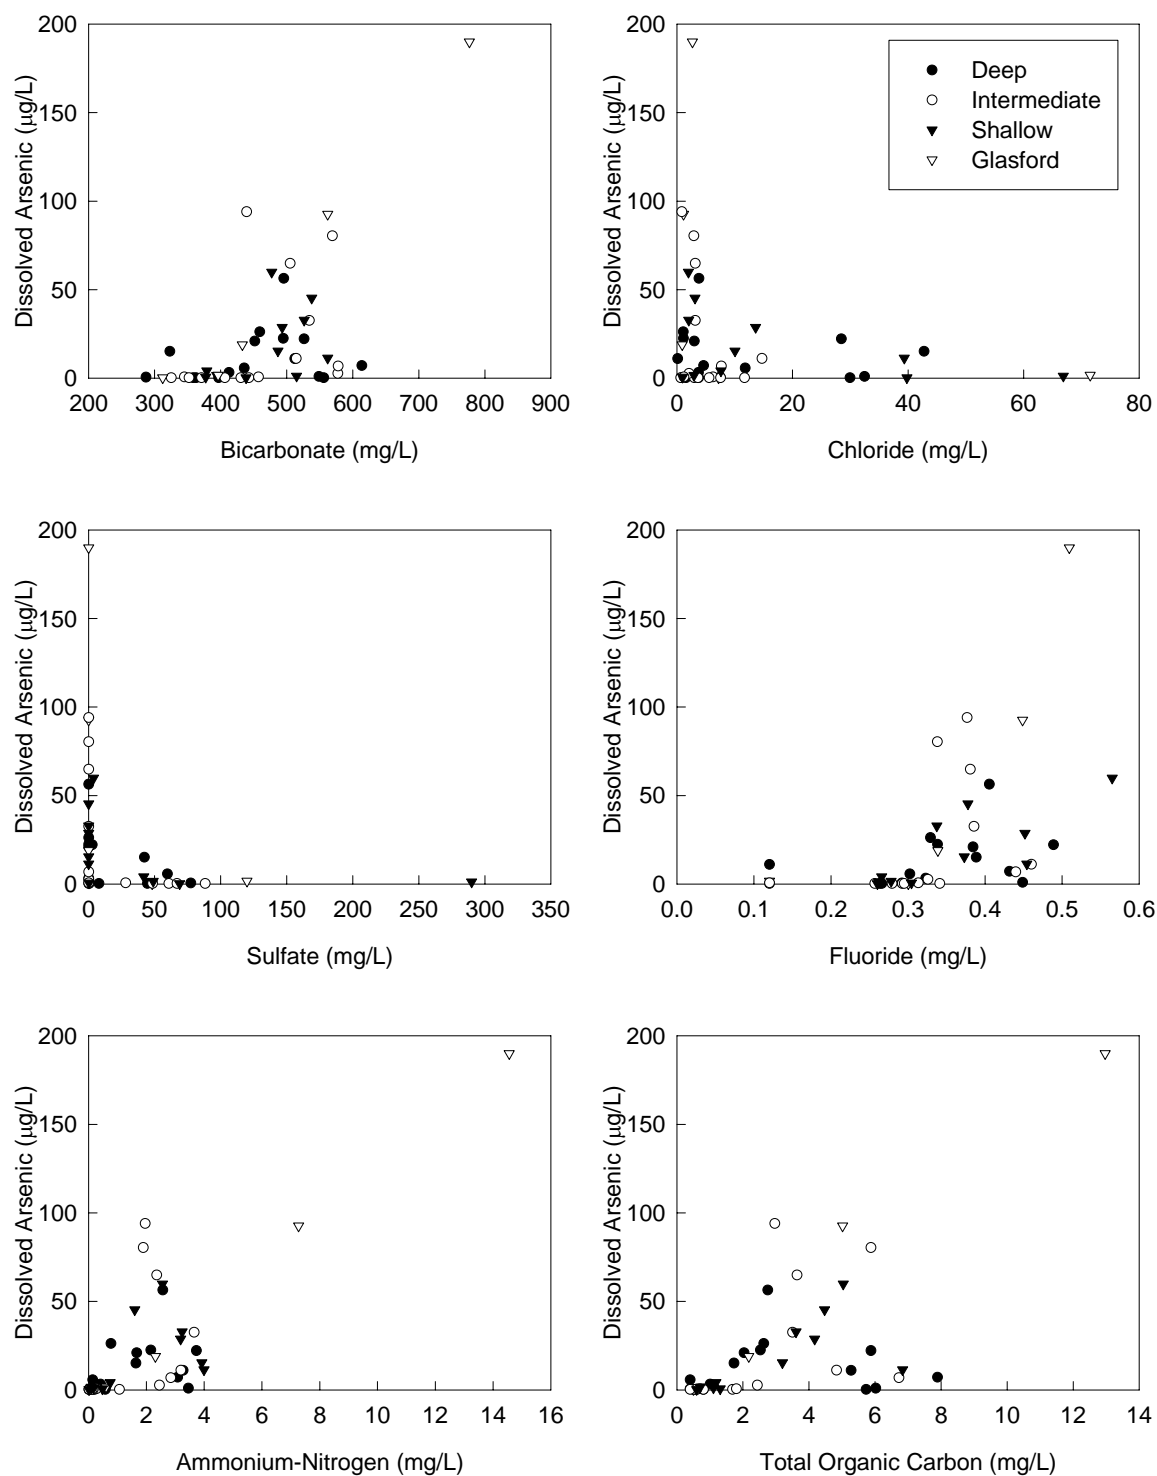 200
150
100
50
0
Dissolved Arsenic (µg/L)
200 300 400 500 600 700 800 900
Bicarbonate (mg/L)
200
150
100
50
0
Dissolved Arsenic (µg/L)
Deep
Intermediate
Shallow
Glasford
0 20 40 60 80
Chloride (mg/L)
200
150
100
50
0
Dissolved Arsenic (µg/L)
0 50 100 150 200 250 300 350
Sulfate (mg/L)
200
150
100
50
0
Dissolved Arsenic (µg/L)
0.0 0.1 0.2 0.3 0.4 0.5 0.6
Fluoride (mg/L)
200
150
100
50
0
Dissolved Arsenic (µg/L)
0 2 4 6 8 10 12 14 16
Ammonium-Nitrogen (mg/L)
200
150
100
50
0
Dissolved Arsenic (µg/L)
0 2 4 6 8 10 12 14
Total Organic Carbon (mg/L)